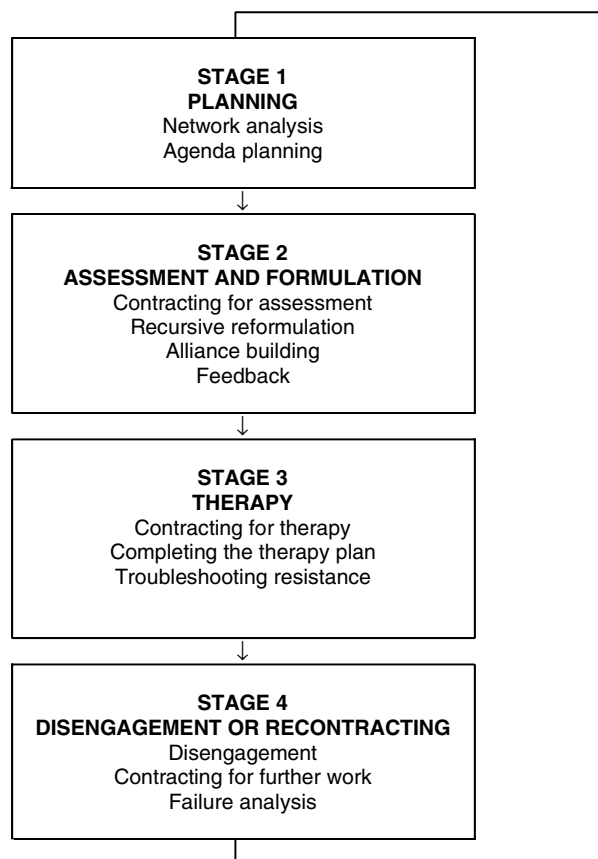 STAGE 1
PLANNING
Network analysis
Agenda planning
↓
STAGE 2
ASSESSMENT AND FORMULATION
Contracting for assessment
Recursive reformulation
Alliance building
Feedback
↓
STAGE 3
THERAPY
Contracting for therapy
Completing the therapy plan
Troubleshooting resistance
↓
STAGE 4
DISENGAGEMENT OR RECONTRACTING
Disengagement
Contracting for further work
Failure analysis